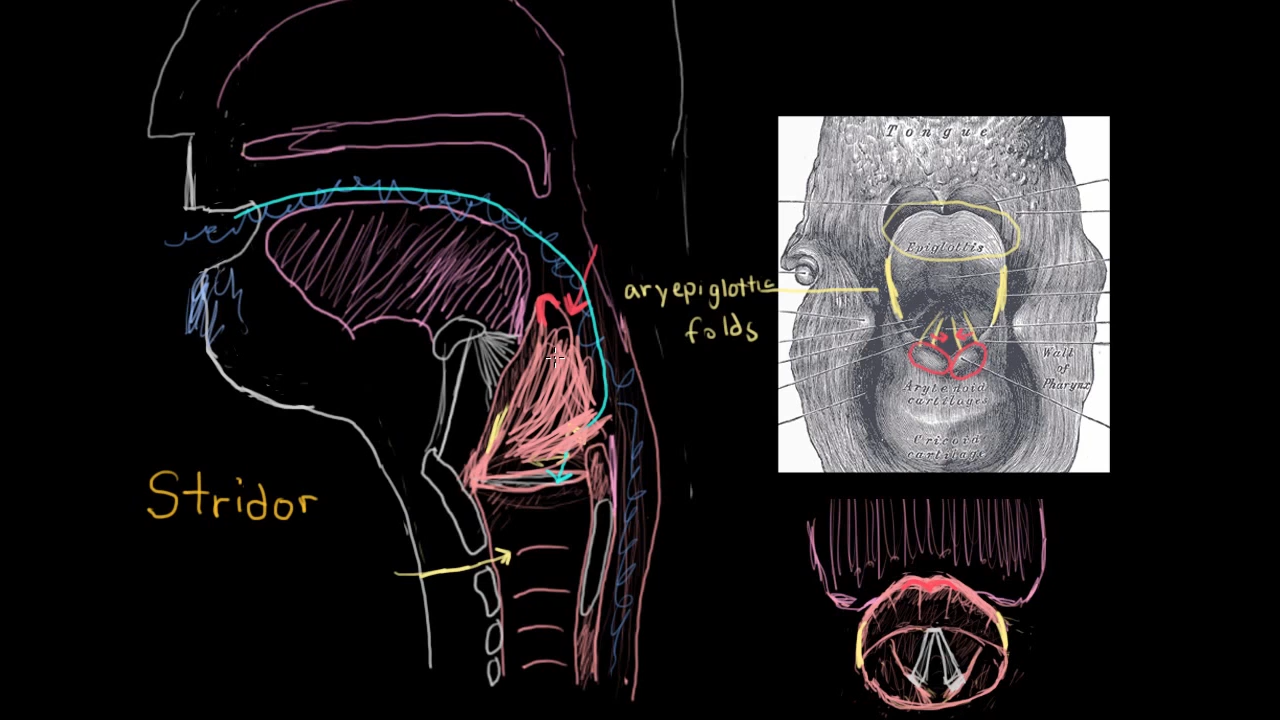 Stridor
aryepiglottic
folds
Tongue
Epiglottis
Wall
of
Pharynx
Arytenoid
cartilages
Cricoid
cartilage